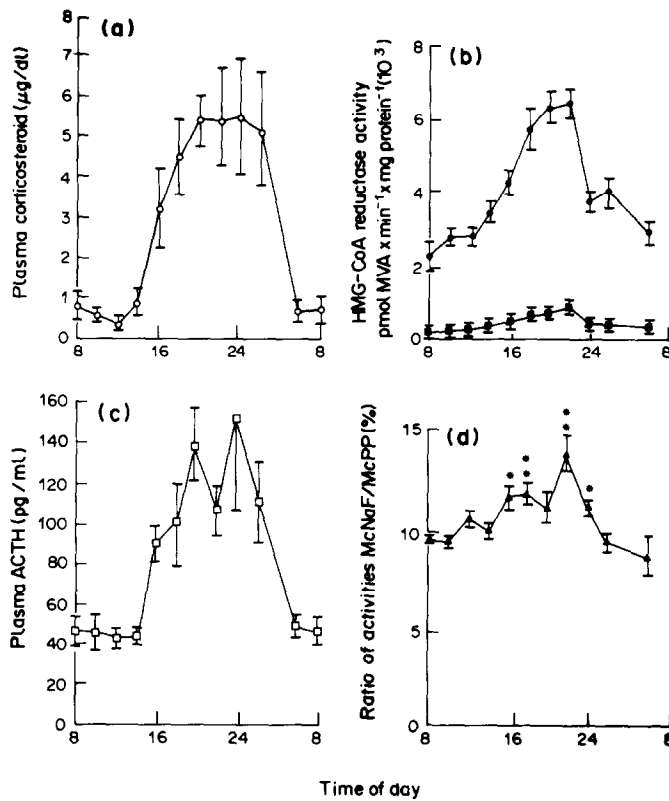 (a)
Plasma corticosteroid (μg/dl)
8
7
6
5
4
3
2
1
0
8 16 24 8
(b)
HMG-CoA reductase activity
pmol MVA x min⁻¹ x mg protein⁻¹ (10³)
8
6
4
2
0
8 16 24 8
(c)
Plasma ACTH (pg/ml)
160
140
120
100
80
60
40
20
0
8 16 24 8
(d)
Ratio of activities McNaF/McPP (%)
15
10
15
0
8 16 24 8
* ** ** *
Time of day